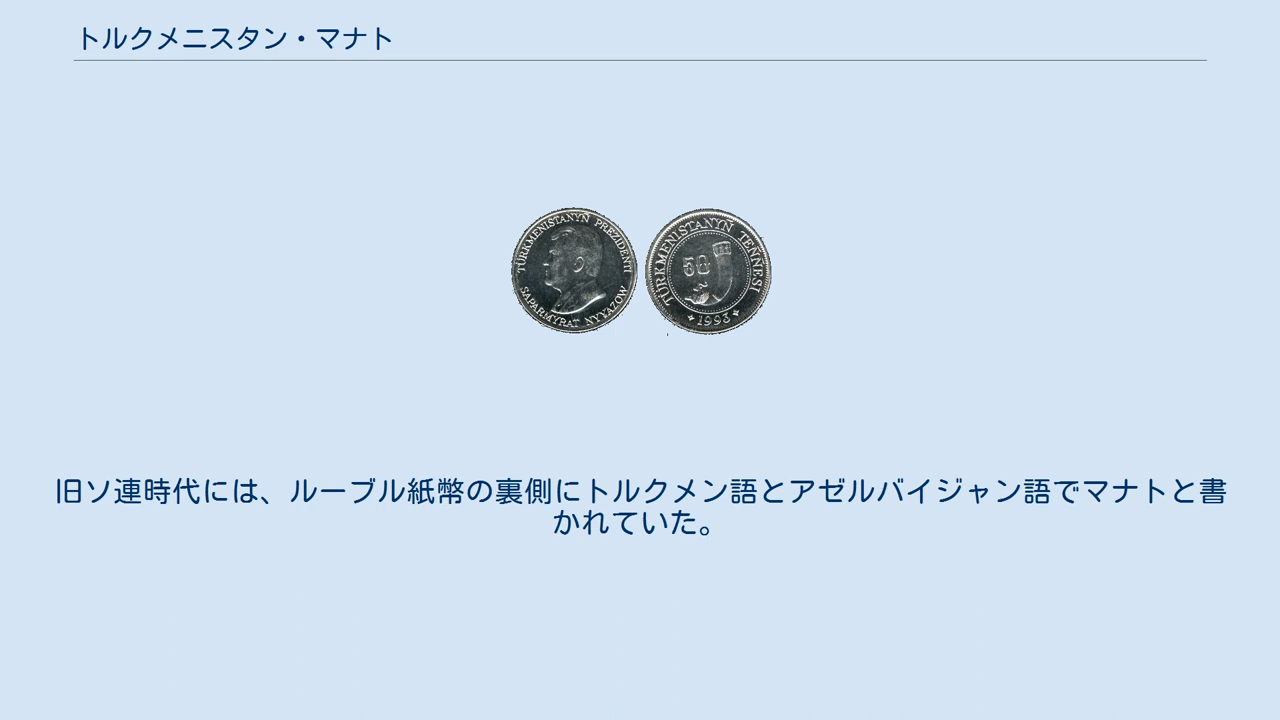 トルクメニスタン・マナト
TÜRKMENISTANYŇ PREZIDENTI
SAPARMYRAT NYYAZOW
TÜRKMENISTANYŇ TEŇŇESI
50
1993
旧ソ連時代には、ルーブル紙幣の裏側にトルクメン語とアゼルバイジャン語でマナトと書
かれていた。